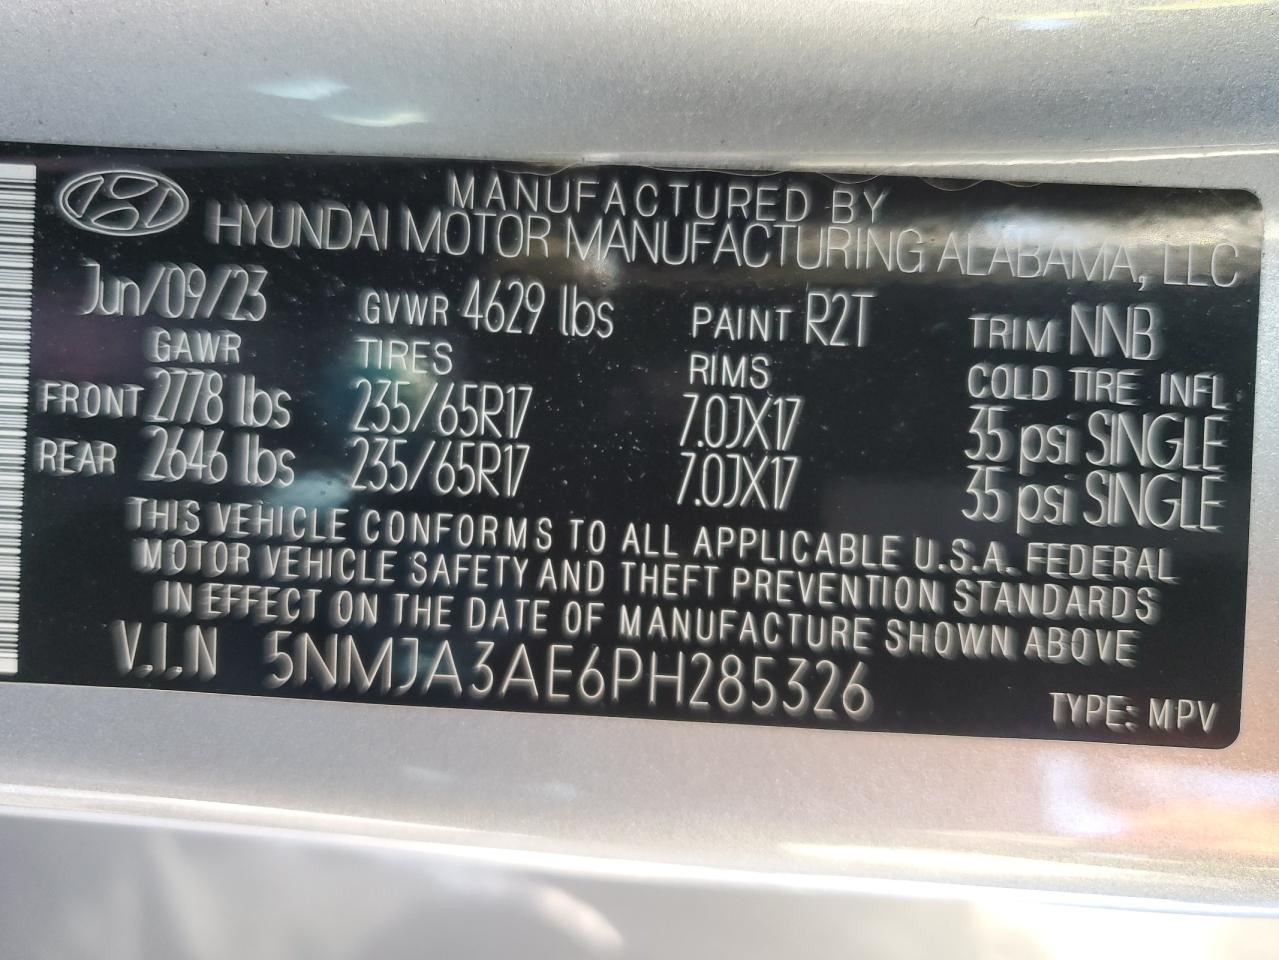 MANUFACTURED BY
HYUNDAI MOTOR MANUFACTURING ALABAMA, LLC
Jun/09/23 GVWR 4629 lbs PAINT R2T TRIM NNB
GAWR TIRES RIMS COLD TIRE INFL
FRONT 2778 lbs 235/65R17 7.0JX17 35 psi SINGLE
REAR 2646 lbs 235/65R17 7.0JX17 35 psi SINGLE
THIS VEHICLE CONFORMS TO ALL APPLICABLE U.S.A. FEDERAL
MOTOR VEHICLE SAFETY AND THEFT PREVENTION STANDARDS
IN EFFECT ON THE DATE OF MANUFACTURE SHOWN ABOVE
V.I.N 5NMJA3AE6PH285326
TYPE: MPV